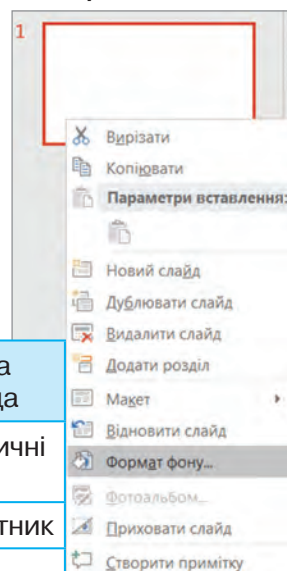 1
Вирізати
Копіювати
Параметри вставлення:
Новий слайд
Дублювати слайд
Видалити слайд
Додати розділ
Макет
Відновити слайд
Формат фону...
Фотоальбом...
Приховати слайд
Створити примітку